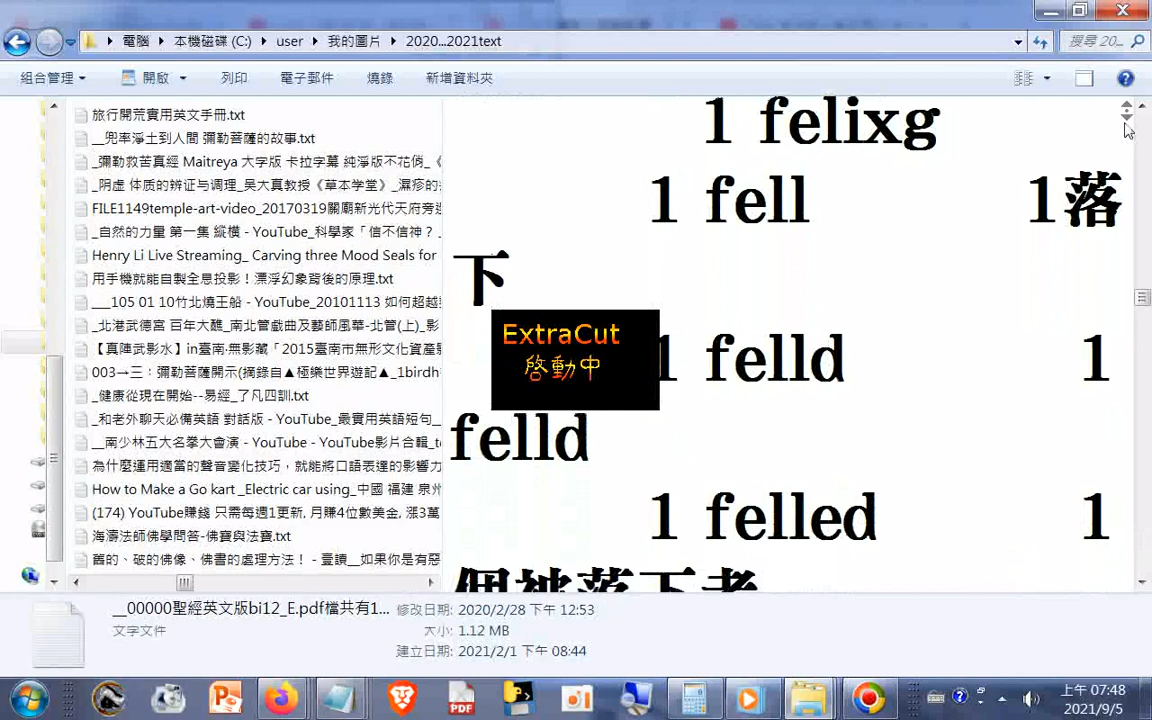 電腦 本機磁碟 (C:) user 我的圖片 2020...2021text
搜尋 20...
組合管理 開啟 列印 電子郵件 燒錄 新增資料夾
旅行開荒實用英文手冊.txt
__兜率淨土到人間 彌勒菩薩的故事.txt
_彌勒救苦真經 Maitreya 大字版 卡拉字幕 純淨版不花俏_《
_阴虚 体质的辨证与调理_吴大真教授《草本学堂》_濕疹的
FILE1149temple-art-video_20170319關廟新光代天府旁
_自然的力量 第一集 縱橫 - YouTube_科學家「信不信神？
Henry Li Live Streaming_ Carving three Mood Seals for
用手機就能自製全息投影！漂浮幻象背後的原理.txt
___105 01 10竹北燒王船 - YouTube_20101113 如何超越
_北港武德宮 百年大醮_南北管戲曲及藝師風華-北管(上)_影
【真陣武影水】in臺南·無影藏「2015臺南市無形文化資產
003→三：彌勒菩薩開示(摘錄自▲極樂世界遊記▲_1birdh
_健康從現在開始--易經_了凡四訓.txt
_和老外聊天必備英語 對話版 - YouTube_最實用英語短句__
__南少林五大名拳大會演 - YouTube - YouTube影片合輯_t
為什麼運用適當的聲音變化技巧，就能將口語表達的影響力
How to Make a Go kart _Electric car using_中國 福建 泉州
(174) YouTube賺錢 只需每週1更新, 月賺4位數美金, 漲3萬
海濤法師佛學問答-佛寶與法寶.txt
舊的、破的佛像、佛書的處理方法！ - 壹讀__如果你是有惡
1 felixg
1 fell 1落
下
1 felld 1
felld
1 felled 1
個被落下者
ExtraCut
啓動中
__00000聖經英文版bi12_E.pdf檔共有1... 修改日期: 2020/2/28 下午 12:53
文字文件 大小: 1.12 MB
建立日期: 2021/2/1 下午 08:44
上午 07:48
2021/9/5